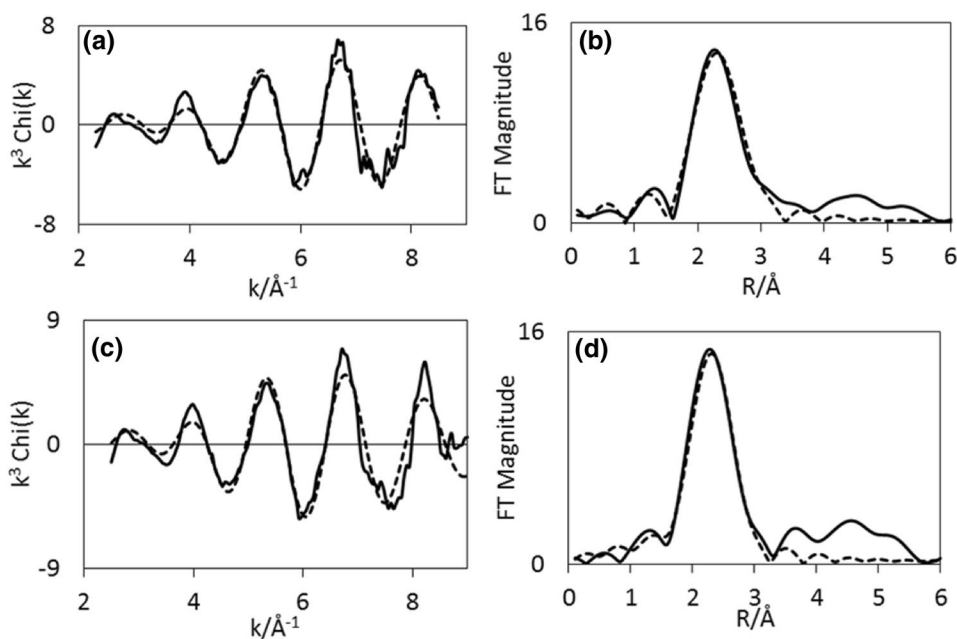 (a)
k³ Chi(k)
8
0
-8
2 4 6 8
k/Å⁻¹
(b)
FT Magnitude
16
0
0 1 2 3 4 5 6
R/Å
(c)
k³ Chi(k)
9
0
-9
2 4 6 8
k/Å⁻¹
(d)
FT Magnitude
16
0
0 1 2 3 4 5 6
R/Å